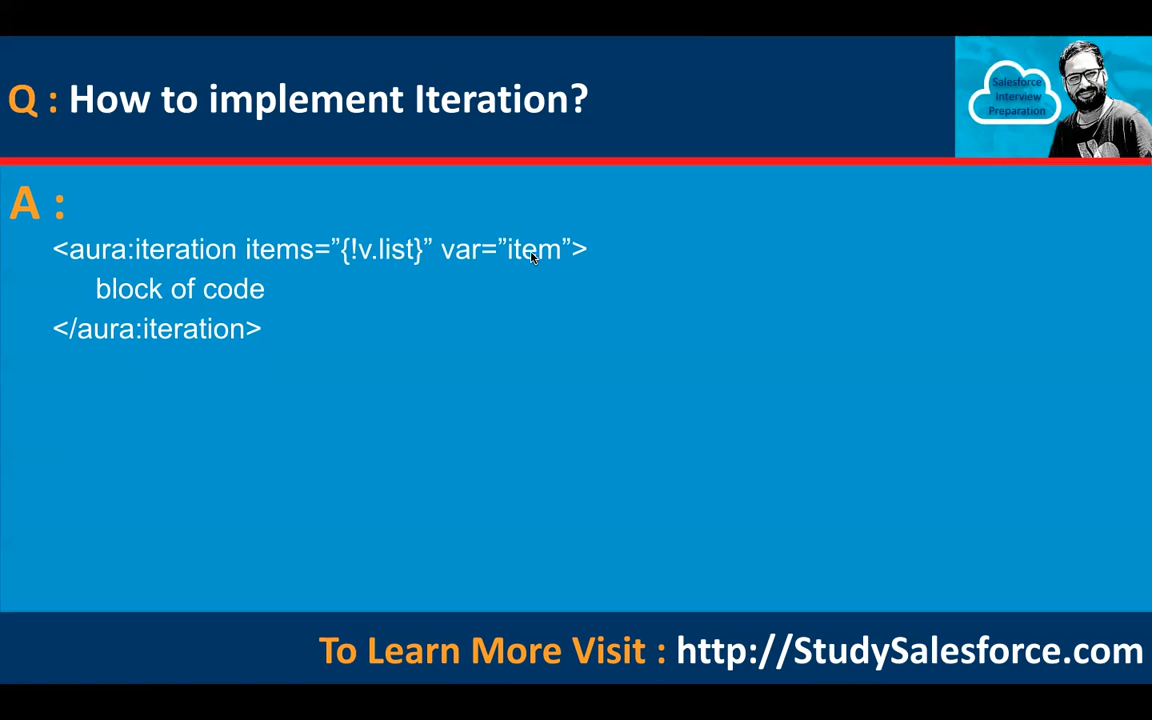 Q : How to implement Iteration?
Salesforce
Interview
Preparation
A :
<aura:iteration items=”{!v.list}” var=”item”>
block of code
</aura:iteration>
To Learn More Visit : http://StudySalesforce.com